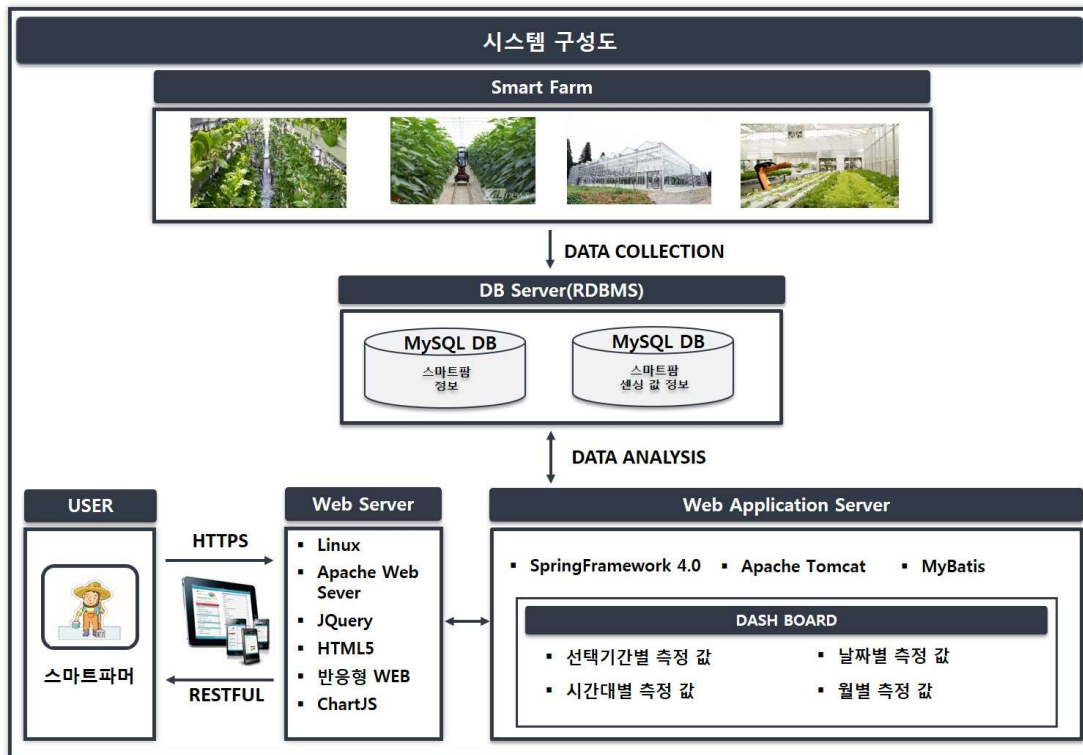 시스템 구성도
Smart Farm
DATA COLLECTION
DB Server(RDBMS)
MySQL DB
스마트팜
정보
MySQL DB
스마트팜
센싱 값 정보
DATA ANALYSIS
USER
스마트파머
HTTPS
RESTFUL
Web Server
▪ Linux
▪ Apache Web
Sever
▪ JQuery
▪ HTML5
▪ 반응형 WEB
▪ ChartJS
Web Application Server
▪ SpringFramework 4.0 ▪ Apache Tomcat ▪ MyBatis
DASH BOARD
▪ 선택기간별 측정 값 ▪ 날짜별 측정 값
▪ 시간대별 측정 값 ▪ 월별 측정 값